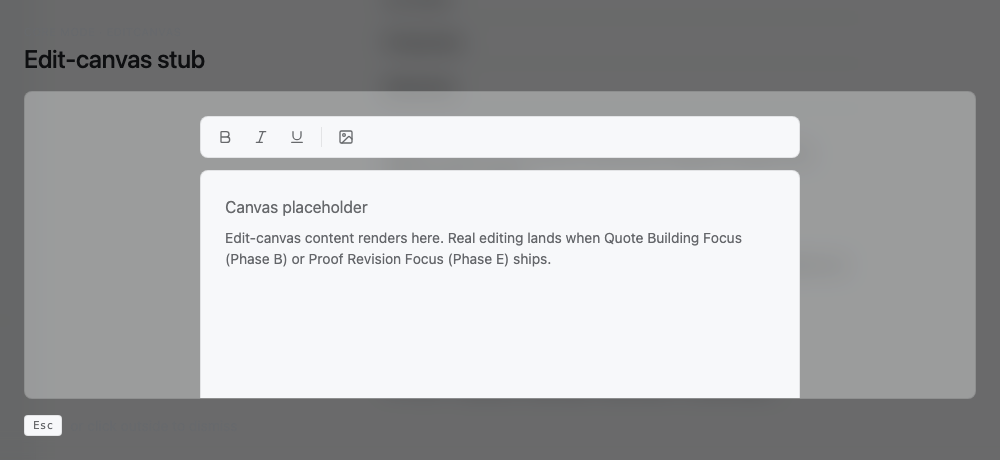 Edit-canvas stub
B I U
Canvas placeholder
Edit-canvas content renders here. Real editing lands when Quote Building Focus
(Phase B) or Proof Revision Focus (Phase E) ships.
Esc